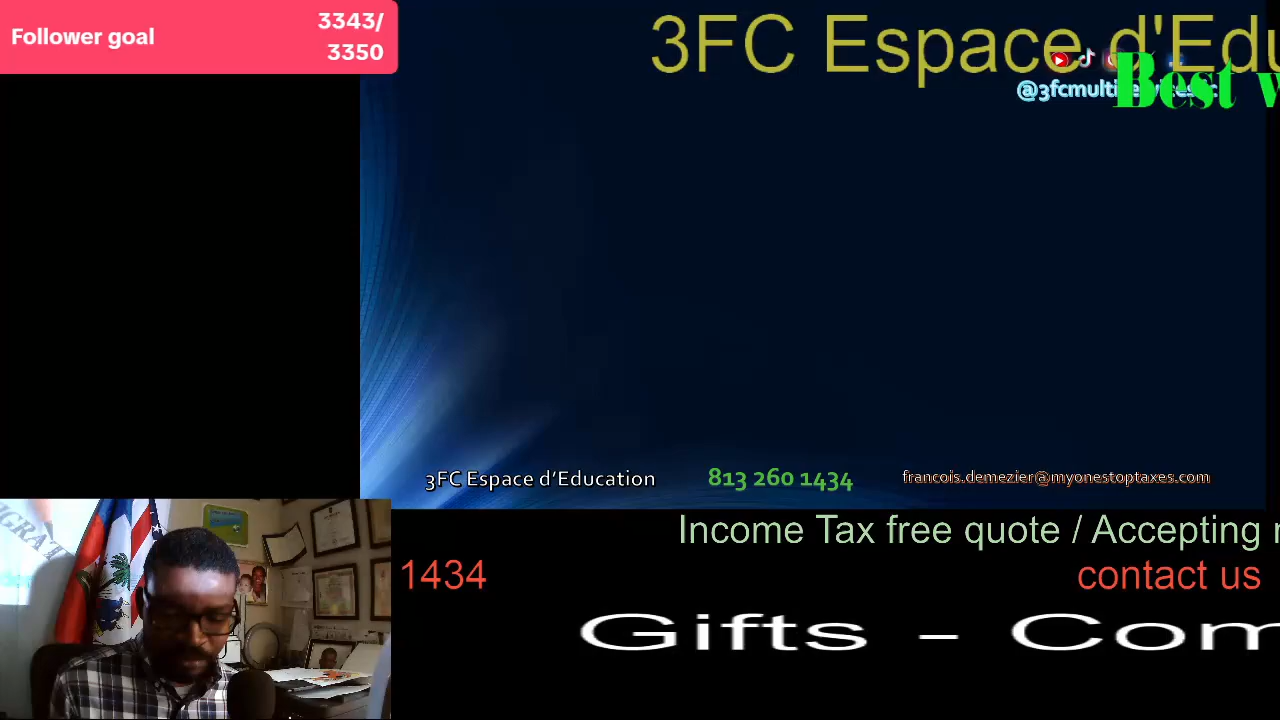 Follower goal
3343/
3350
3FC Espace d'Edu
Best w
3FC Espace d'Education
813 260 1434
francois.demezier@myonestoptaxes.com
Income Tax free quote / Accepting
1434
contact us
Gifts - Com